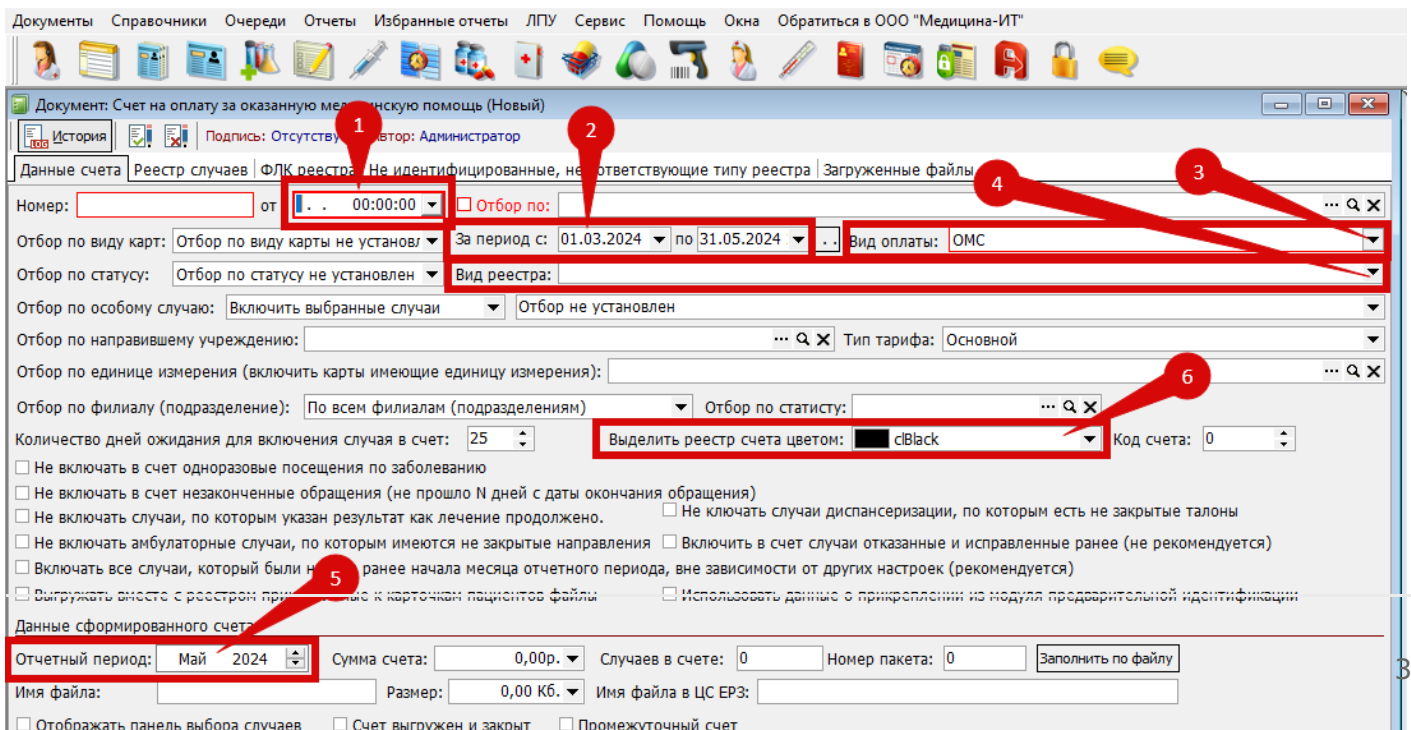 Документы Справочники Очереди Отчеты Избранные отчеты ЛПУ Сервис Помощь Окна Обратиться в ООО "Медицина-ИТ"
Документ: Счет на оплату за оказанную медицинскую помощь (Новый)
LOG История Подпись: Отсутству Автор: Администратор
1 2
Данные счета Реестр случаев ФЛК реестра Не идентифицированные, не соответствующие типу реестра Загруженные файлы
4 3
Номер: от . . 00:00:00 Отбор по:
Отбор по виду карт: Отбор по виду карты не установл За период с: 01.03.2024 по 31.05.2024 .. Вид оплаты: ОМС
Отбор по статусу: Отбор по статусу не установлен Вид реестра:
Отбор по особому случаю: Включить выбранные случаи Отбор не установлен
Отбор по направившему учреждению: Тип тарифа: Основной
Отбор по единице измерения (включить карты имеющие единицу измерения):
6
Отбор по филиалу (подразделение): По всем филиалам (подразделениям) Отбор по статисту:
Количество дней ожидания для включения случая в счет: 25 Выделить реестр счета цветом: clBlack Код счета: 0
Не включать в счет одноразовые посещения по заболеванию
Не включать в счет незаконченные обращения (не прошло N дней с даты окончания обращения)
Не включать случаи, по которым указан результат как лечение продолжено. Не ключать случаи диспансеризации, по которым есть не закрытые талоны
Не включать амбулаторные случаи, по которым имеются не закрытые направления Включить в счет случаи отказанные и исправленные ранее (не рекомендуется)
Включать все случаи, который были ранее начала месяца отчетного периода, вне зависимости от других настроек (рекомендуется)
5
Выгружать вместе с реестром к карточкам пациентов файлы Использовать данные о прикреплении из модуля предварительной идентификации
Данные сформированного счета
Отчетный период: Май 2024 Сумма счета: 0,00р. Случаев в счете: 0 Номер пакета: 0 Заполнить по файлу
3
Имя файла: Размер: 0,00 Кб. Имя файла в ЦС ЕРЗ:
Отображать панель выбора случаев Счет выгружен и закрыт Промежуточный счет